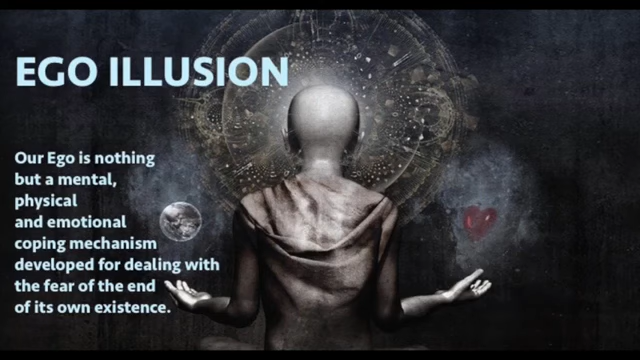 EGO ILLUSION
Our Ego is nothing
but a mental,
physical
and emotional
coping mechanism
developed for dealing with
the fear of the end
of its own existence.